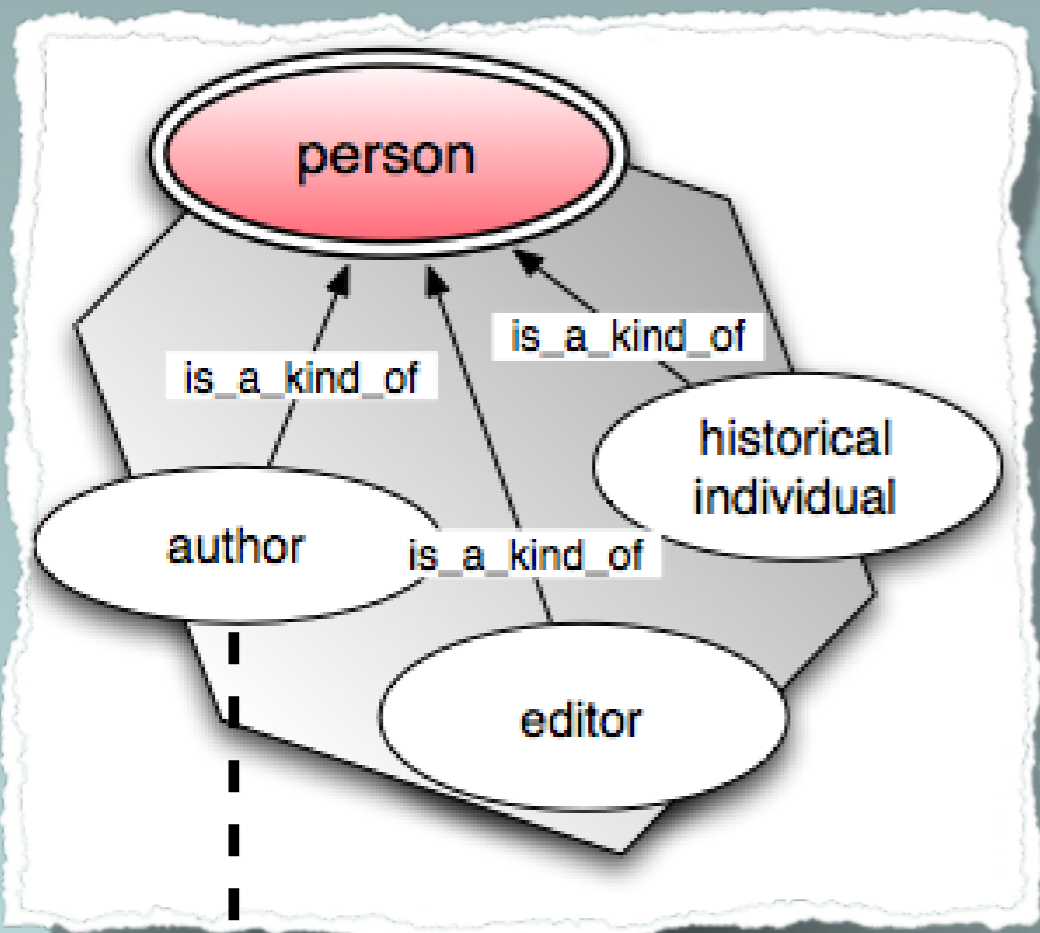 person
is_a_kind_of
is_a_kind_of
historical
individual
author
is_a_kind_of
editor